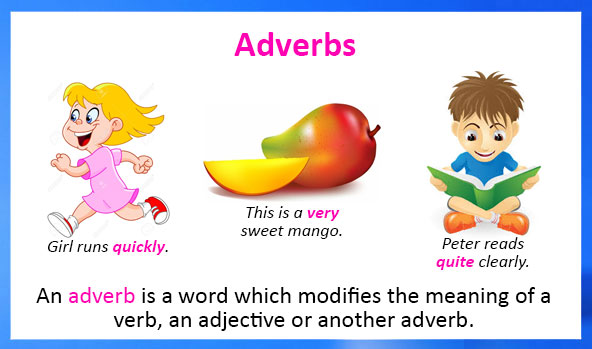 Adverbs
Girl runs quickly.
This is a very
sweet mango.
Peter reads
quite clearly.
An adverb is a word which modifies the meaning of a
verb, an adjective or another adverb.